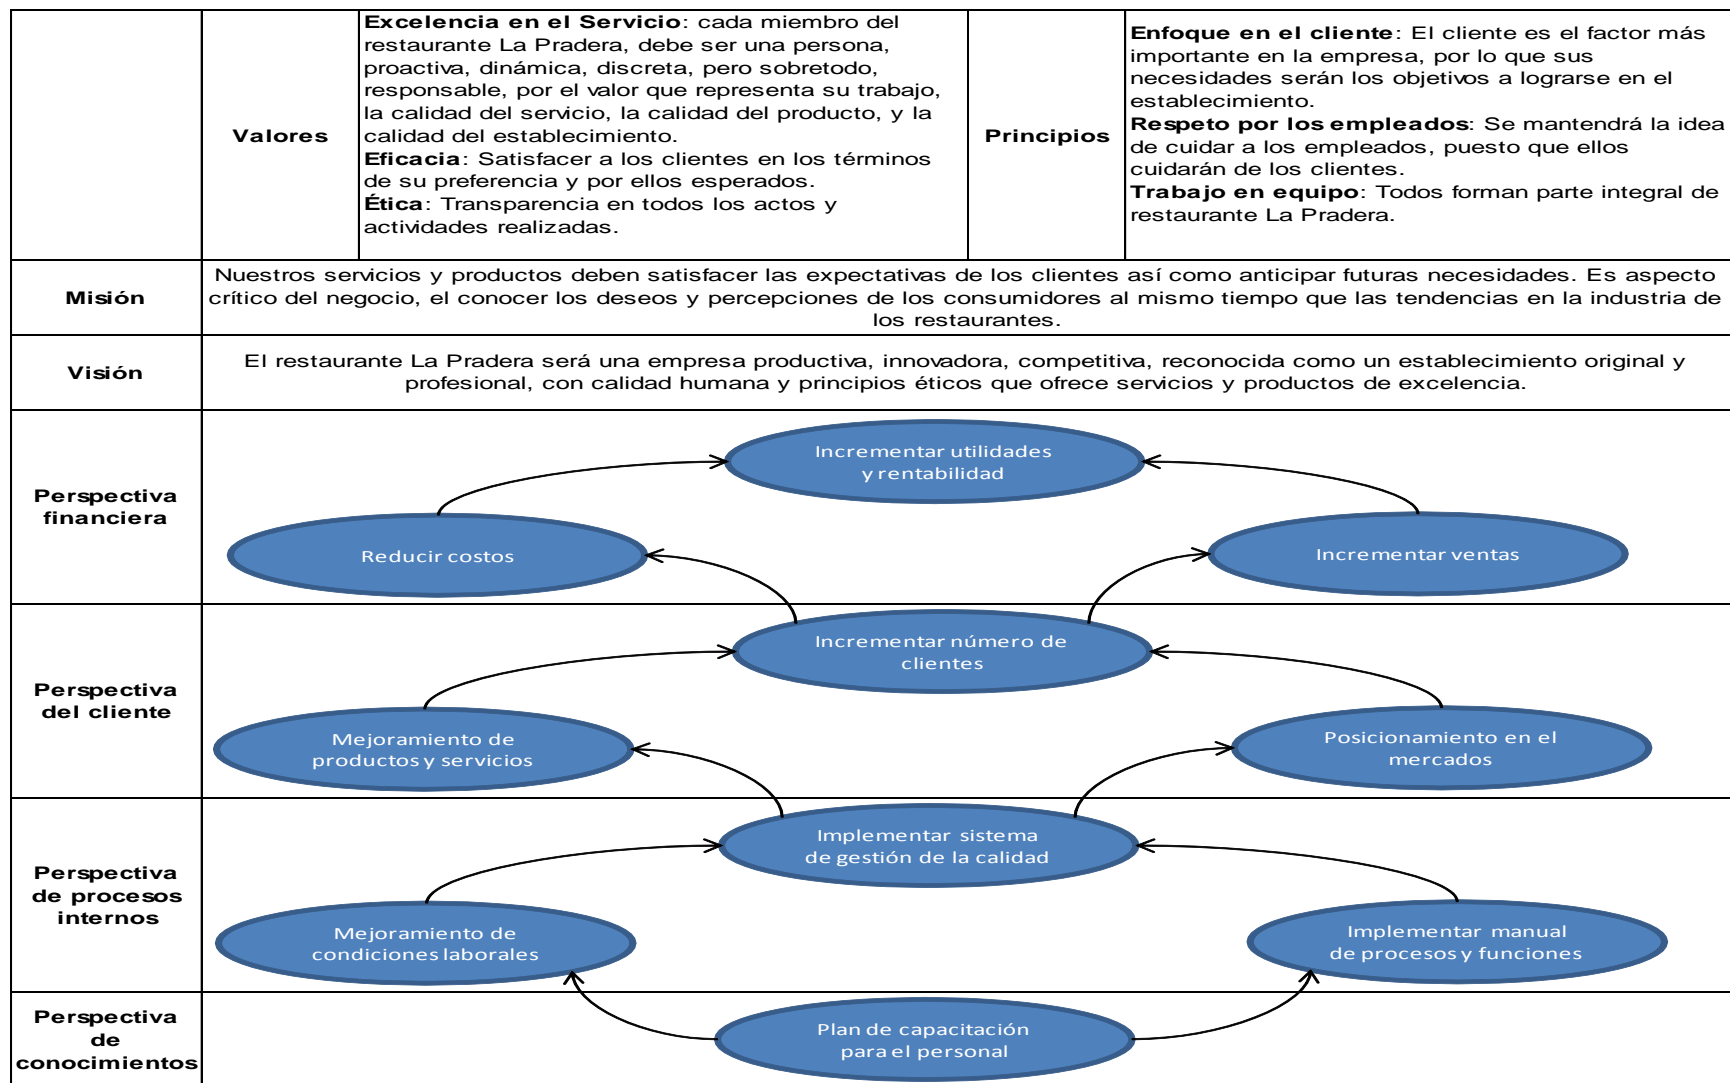 Valores
Excelencia en el Servicio: cada miembro del
restaurante La Pradera, debe ser una persona,
proactiva, dinámica, discreta, pero sobretodo,
responsable, por el valor que representa su trabajo,
la calidad del servicio, la calidad del producto, y la
calidad del establecimiento.
Eficacia: Satisfacer a los clientes en los términos
de su preferencia y por ellos esperados.
Ética: Transparencia en todos los actos y
actividades realizadas.
Principios
Enfoque en el cliente: El cliente es el factor más
importante en la empresa, por lo que sus
necesidades serán los objetivos a lograrse en el
establecimiento.
Respeto por los empleados: Se mantendrá la idea
de cuidar a los empleados, puesto que ellos
cuidarán de los clientes.
Trabajo en equipo: Todos forman parte integral de
restaurante La Pradera.
Misión
Nuestros servicios y productos deben satisfacer las expectativas de los clientes así como anticipar futuras necesidades. Es aspecto
crítico del negocio, el conocer los deseos y percepciones de los consumidores al mismo tiempo que las tendencias en la industria de
los restaurantes.
Visión
El restaurante La Pradera será una empresa productiva, innovadora, competitiva, reconocida como un establecimiento original y
profesional, con calidad humana y principios éticos que ofrece servicios y productos de excelencia.
Perspectiva
financiera
Incrementar utilidades
y rentabilidad
Reducir costos
Incrementar ventas
Perspectiva
del cliente
Incrementar número de
clientes
Mejoramiento de
productos y servicios
Posicionamiento en el
mercados
Perspectiva
de procesos
internos
Implementar sistema
de gestión de la calidad
Mejoramiento de
condiciones laborales
Implementar manual
de procesos y funciones
Perspectiva
de
conocimientos
Plan de capacitación
para el personal